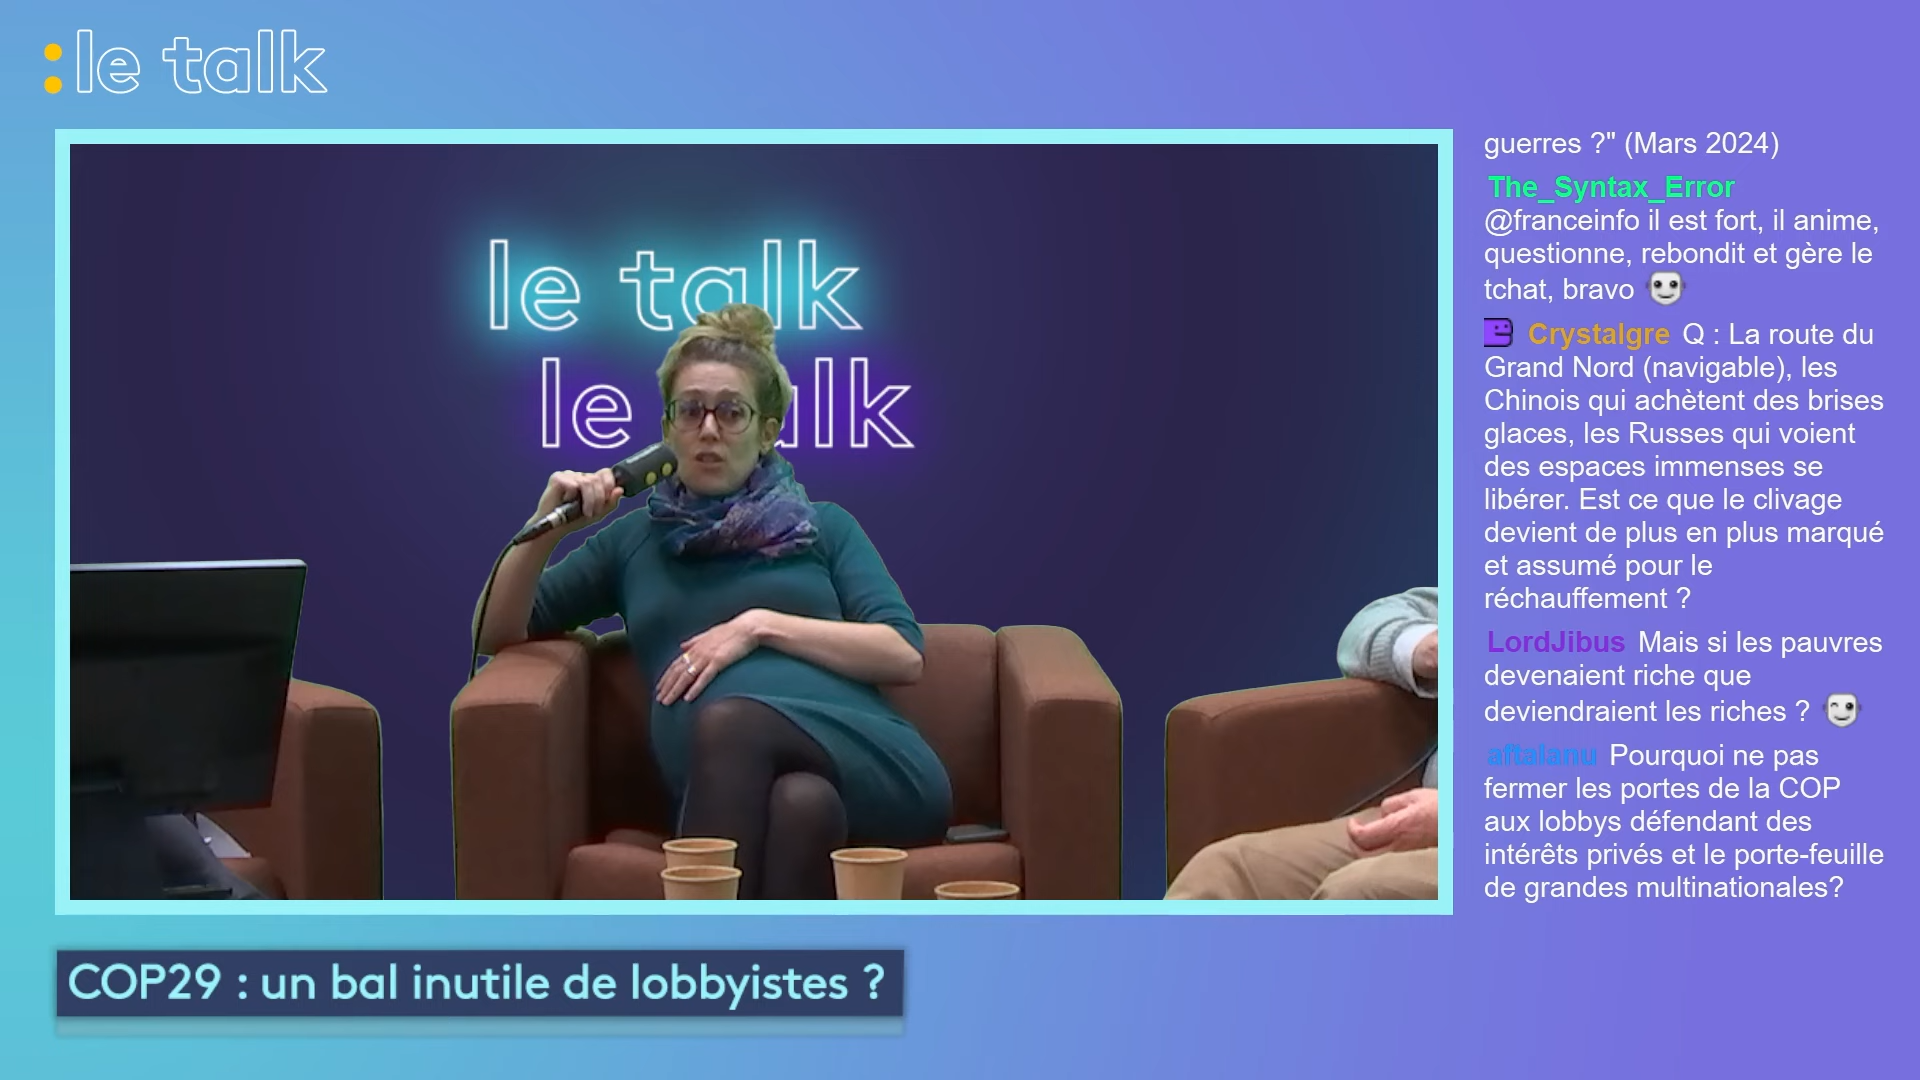 :le talk
le talk
le alk
guerres ?" (Mars 2024)
The_Syntax_Error
@franceinfo il est fort, il anime,
questionne, rebondit et gère le
tchat, bravo
Crystalgre Q : La route du
Grand Nord (navigable), les
Chinois qui achètent des brises
glaces, les Russes qui voient
des espaces immenses se
libérer. Est ce que le clivage
devient de plus en plus marqué
et assumé pour le
réchauffement ?
LordJibus Mais si les pauvres
devenaient riche que
deviendraient les riches ?
aftalanu Pourquoi ne pas
fermer les portes de la COP
aux lobbys défendant des
intérêts privés et le porte-feuille
de grandes multinationales?
COP29 : un bal inutile de lobbyistes ?